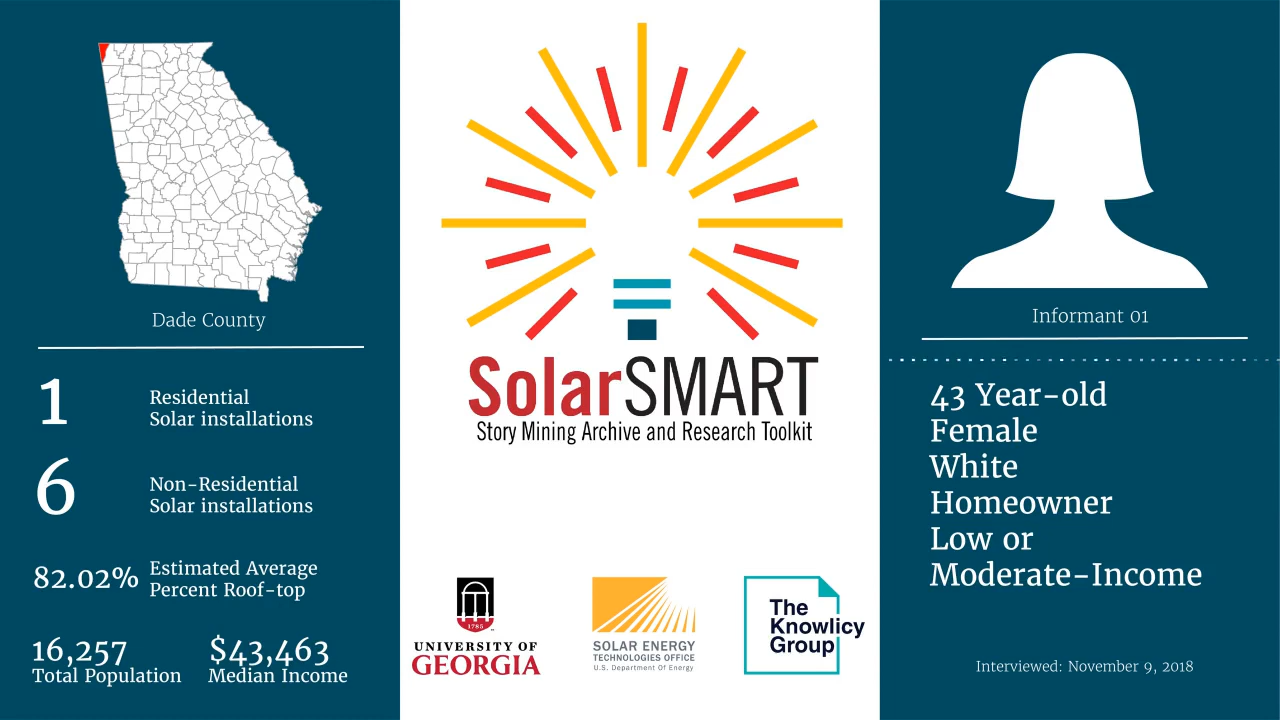 Dade County
1
Residential
Solar installations
6
Non-Residential
Solar installations
82.02%
Estimated Average
Percent Roof-top
16,257
Total Population
$43,463
Median Income
SolarSMART
Story Mining Archive and Research Toolkit
1785
UNIVERSITY OF
GEORGIA
SOLAR ENERGY
TECHNOLOGIES OFFICE
U.S. Department Of Energy
The
Knowlicy
Group
Informant 01
43 Year-old
Female
White
Homeowner
Low or
Moderate-Income
Interviewed: November 9, 2018